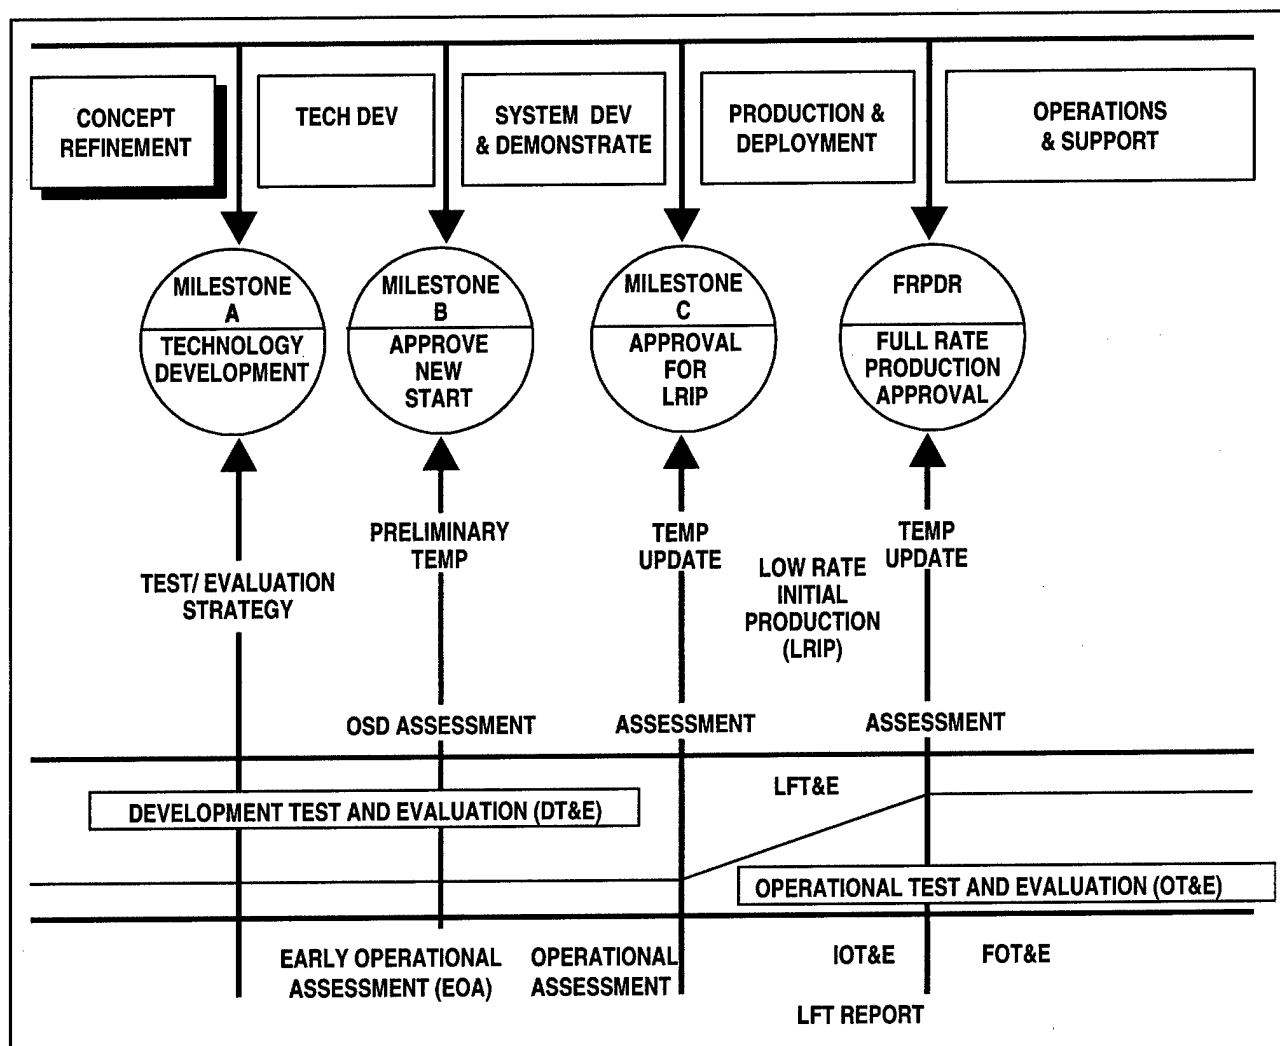 CONCEPT
REFINEMENT
TECH DEV
SYSTEM DEV
& DEMONSTRATE
PRODUCTION &
DEPLOYMENT
OPERATIONS
& SUPPORT
MILESTONE
A
TECHNOLOGY
DEVELOPMENT
MILESTONE
B
APPROVE
NEW
START
MILESTONE
C
APPROVAL
FOR
LRIP
FRPDR
FULL RATE
PRODUCTION
APPROVAL
TEST/ EVALUATION
STRATEGY
PRELIMINARY
TEMP
TEMP
UPDATE
LOW RATE
INITIAL
PRODUCTION
(LRIP)
TEMP
UPDATE
OSD ASSESSMENT
ASSESSMENT
ASSESSMENT
LFT&E
DEVELOPMENT TEST AND EVALUATION (DT&E)
OPERATIONAL TEST AND EVALUATION (OT&E)
EARLY OPERATIONAL
ASSESSMENT (EOA)
OPERATIONAL
ASSESSMENT
IOT&E
FOT&E
LFT REPORT